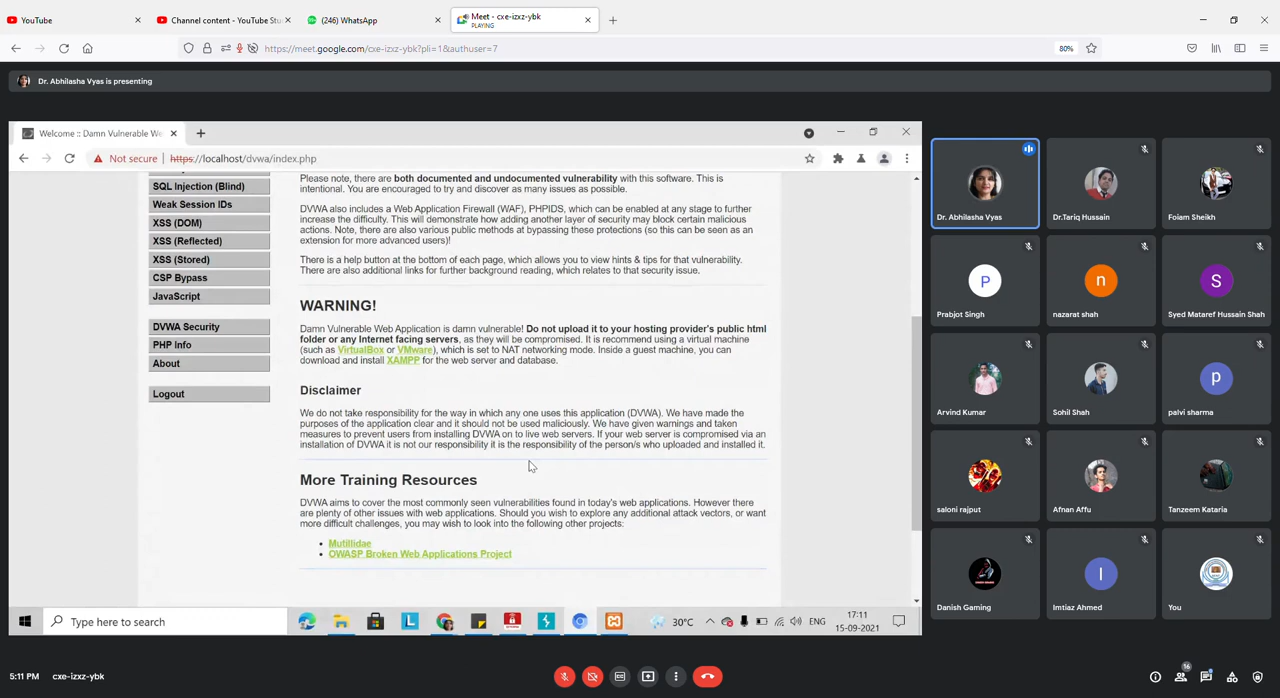 YouTube
Channel content - YouTube Stu
(246) WhatsApp
Meet - cxe-izxz-ybk
PLAYING
https://meet.google.com/cxe-izxz-ybk?pli=1&authuser=7
80%
Dr. Abhilasha Vyas is presenting
Welcome :: Damn Vulnerable We
Not secure
https://localhost/dvwa/index.php
SQL Injection (Blind)
Weak Session IDs
XSS (DOM)
XSS (Reflected)
XSS (Stored)
CSP Bypass
JavaScript
DVWA Security
PHP Info
About
Logout
Please note, there are both documented and undocumented vulnerability with this software. This is
intentional. You are encouraged to try and discover as many issues as possible.
DVWA also includes a Web Application Firewall (WAF), PHPIDS, which can be enabled at any stage to further
increase the difficulty. This will demonstrate how adding another layer of security may block certain malicious
actions. Note, there are also various public methods at bypassing these protections (so this can be seen as an
extension for more advanced users)!
There is a help button at the bottom of each page, which allows you to view hints & tips for that vulnerability.
There are also additional links for further background reading, which relates to that security issue.
WARNING!
Damn Vulnerable Web Application is damn vulnerable! Do not upload it to your hosting provider's public html
folder or any Internet facing servers, as they will be compromised. It is recommend using a virtual machine
(such as VirtualBox or VMware), which is set to NAT networking mode. Inside a guest machine, you can
download and install XAMPP for the web server and database.
Disclaimer
We do not take responsibility for the way in which any one uses this application (DVWA). We have made the
purposes of the application clear and it should not be used maliciously. We have given warnings and taken
measures to prevent users from installing DVWA on to live web servers. If your web server is compromised via an
installation of DVWA it is not our responsibility it is the responsibility of the person/s who uploaded and installed it.
More Training Resources
DVWA aims to cover the most commonly seen vulnerabilities found in today's web applications. However there
are plenty of other issues with web applications. Should you wish to explore any additional attack vectors, or want
more difficult challenges, you may wish to look into the following other projects:
• Mutillidae
• OWASP Broken Web Applications Project
Type here to search
30°C
ENG
17:11
15-09-2021
Dr. Abhilasha Vyas
Dr.Tariq Hussain
Foiam Sheikh
P
Prabjot Singh
n
nazarat shah
S
Syed Mataref Hussain Shah
Arvind Kumar
Sohil Shah
p
palvi sharma
saloni rajput
Afnan Affu
Tanzeem Kataria
Danish Gaming
I
Imtiaz Ahmed
You
5:11 PM
cxe-izxz-ybk
16